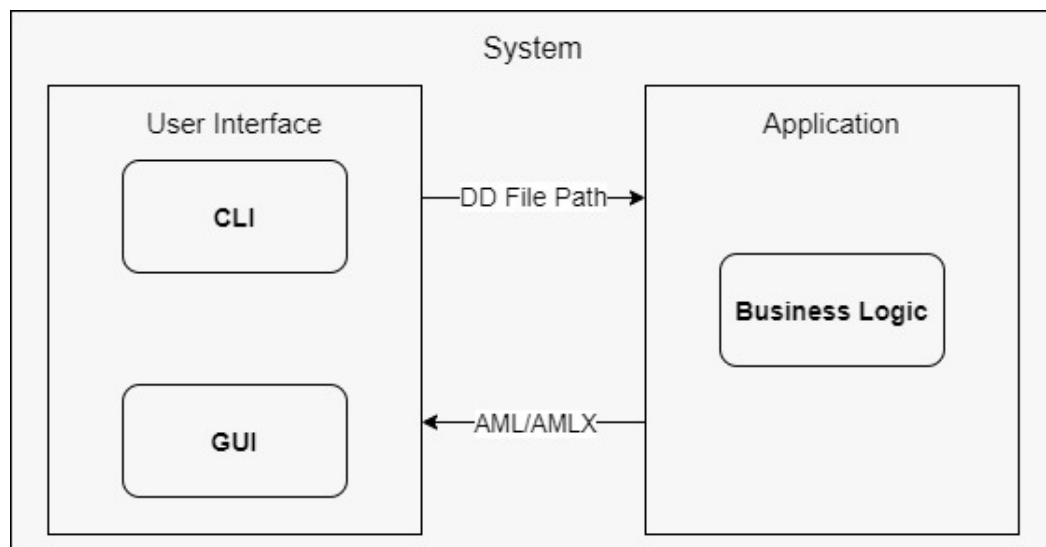 System
User Interface
CLI
GUI
DD File Path
AML/AMLX
Application
Business Logic